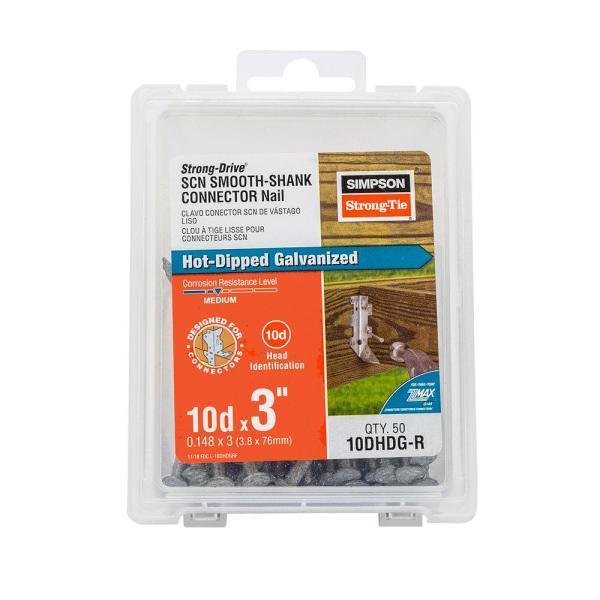 Strong-Drive®
SCN SMOOTH-SHANK
CONNECTOR Nail
CLAVO CONECTOR SCN DE VÁSTAGO
LISO
CLOU À TIGE LISSE POUR
CONNECTEURS SCN
SIMPSON
Strong-Tie
®
Hot-Dipped Galvanized
Corrosion Resistance Level
MEDIUM
DESIGNED FOR
CONNECTORS
10d
Head
Identification
10d x 3"
0.148 x 3 (3.8 x 76mm)
ZMAX
QTY. 50
10DHDG-R